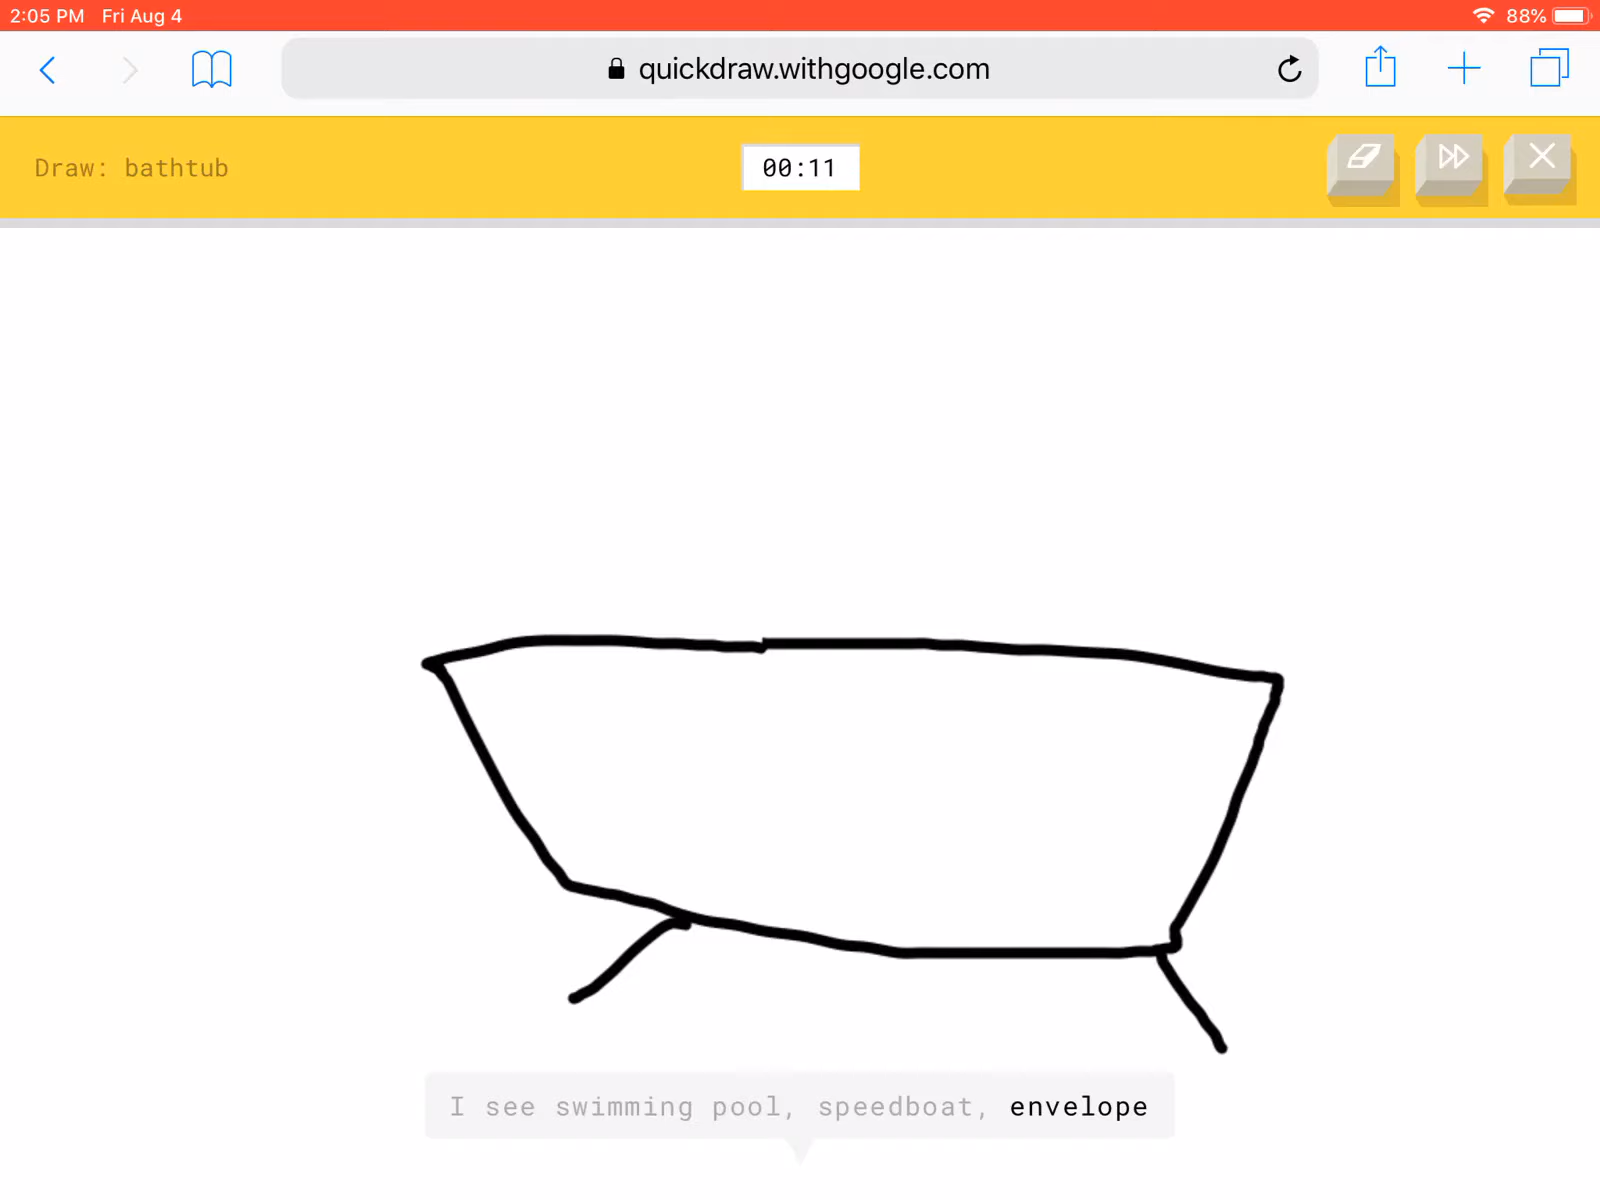 2:05 PM Fri Aug 4 88%
quickdraw.withgoogle.com
Draw: bathtub 00:11
I see swimming pool, speedboat, envelope